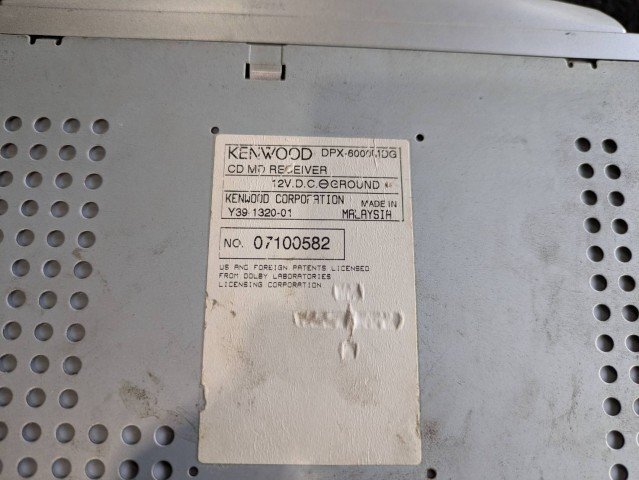 KENWOOD DPX-6000MDG
CD MD RECEIVER
12V.D.C.⊖GROUND
KENWOOD CORPORATION MADE IN
Y39-1320-01 MALAYSIA
NO. 07100582
US AND FOREIGN PATENTS LICENSED
FROM DOLBY LABORATORIES
LICENSING CORPORATION